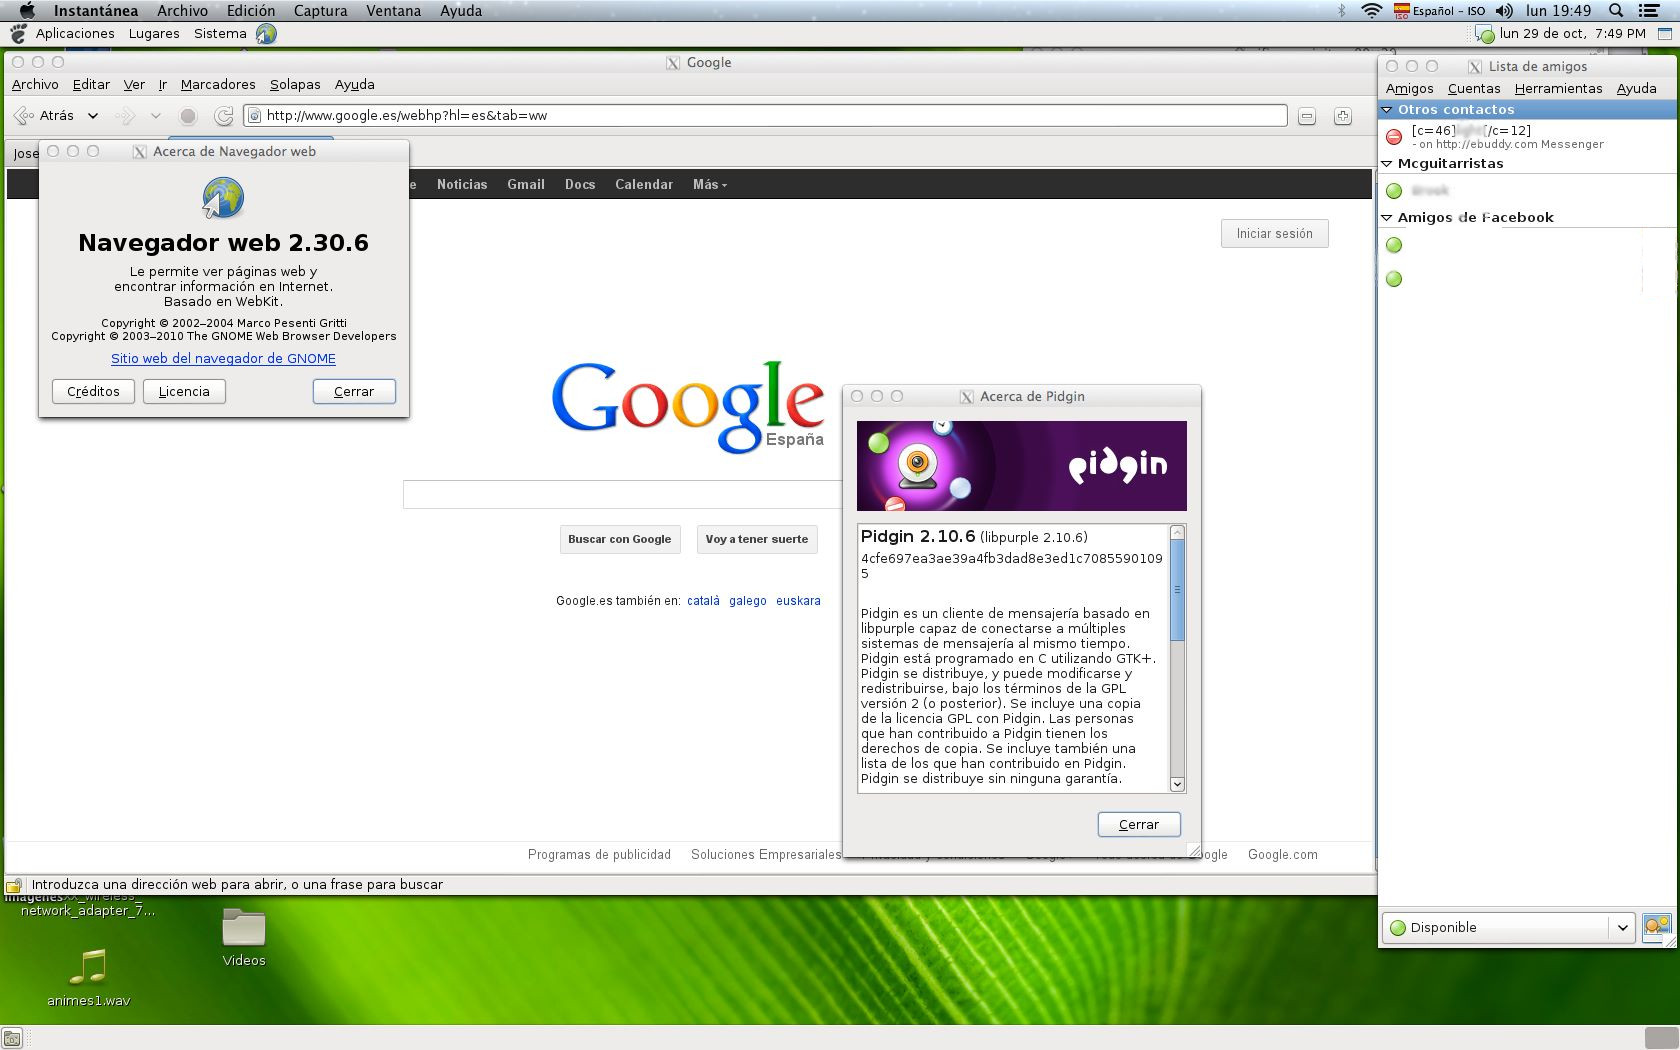 Instantánea Archivo Edición Captura Ventana Ayuda
Español - ISO lun 19:49
Aplicaciones Lugares Sistema
lun 29 de oct, 7:49 PM
Google
Archivo Editar Ver Ir Marcadores Solapas Ayuda
Atrás
http://www.google.es/webhp?hl=es&tab=ww
Jose
Acerca de Navegador web
Navegador web 2.30.6
Le permite ver páginas web y
encontrar información en Internet.
Basado en WebKit.
Copyright © 2002–2004 Marco Pesenti Gritti
Copyright © 2003–2010 The GNOME Web Browser Developers
Sitio web del navegador de GNOME
Créditos Licencia Cerrar
e Noticias Gmail Docs Calendar Más
Iniciar sesión
Google
España
Buscar con Google Voy a tener suerte
Google.es también en: català galego euskara
Acerca de Pidgin
pidgin
Pidgin 2.10.6 (libpurple 2.10.6)
4cfe697ea3ae39a4fb3dad8e3ed1c7085590109
5
Pidgin es un cliente de mensajería basado en
libpurple capaz de conectarse a múltiples
sistemas de mensajería al mismo tiempo.
Pidgin está programado en C utilizando GTK+.
Pidgin se distribuye, y puede modificarse y
redistribuirse, bajo los términos de la GPL
versión 2 (o posterior). Se incluye una copia
de la licencia GPL con Pidgin. Las personas
que han contribuido a Pidgin tienen los
derechos de copia. Se incluye también una
lista de los que han contribuido en Pidgin.
Pidgin se distribuye sin ninguna garantía.
Cerrar
Programas de publicidad Soluciones Empresariales Google.com
Introduzca una dirección web para abrir, o una frase para buscar
Lista de amigos
Amigos Cuentas Herramientas Ayuda
Otros contactos
[c=46] [/c=12]
- on http://ebuddy.com Messenger
Mcguitarristas
Amigos de Facebook
Disponible
Imágenes
network_adapter_7...
Videos
animes1.wav